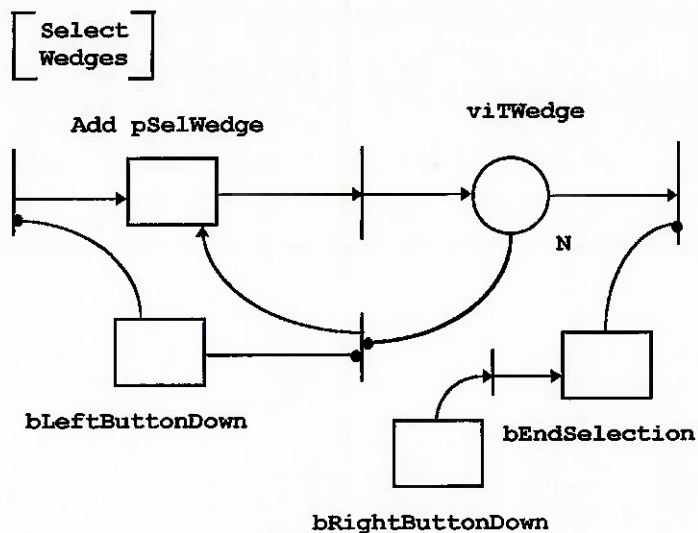 Select
Wedges
viTWedge
Add pSelWedge
N
bLeftButtonDown
bEndSelection
bRightButtonDown